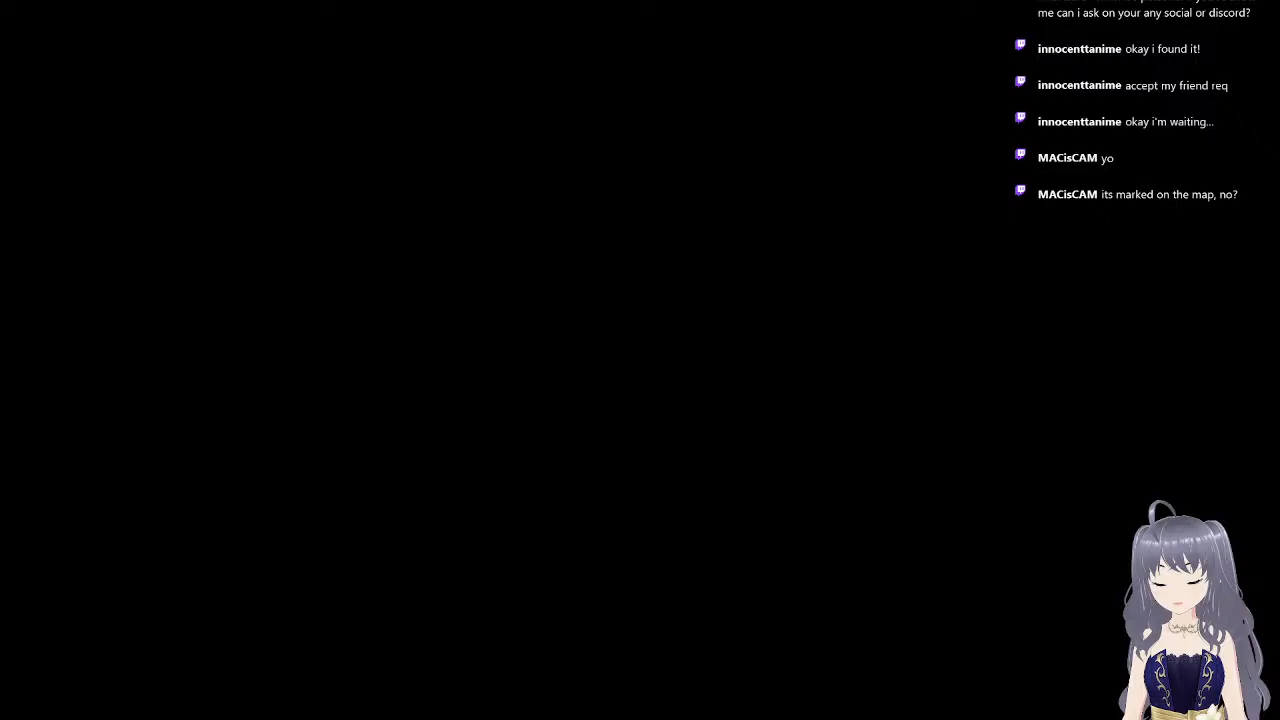 me can i ask on your any social or discord?
innocenttanime okay i found it!
innocenttanime accept my friend req
innocenttanime okay i'm waiting...
MACisCAM yo
MACisCAM its marked on the map, no?